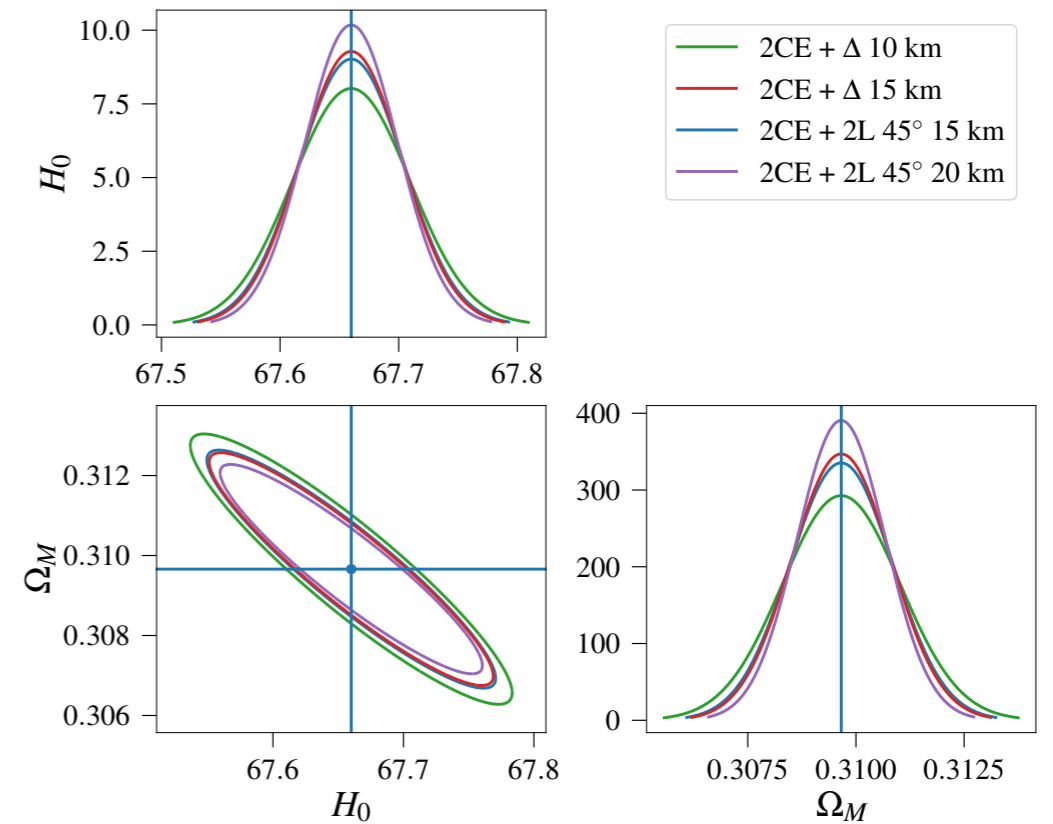 H₀
10.0
7.5
5.0
2.5
0.0
67.5 67.6 67.7 67.8
2CE + Δ 10 km
2CE + Δ 15 km
2CE + 2L 45° 15 km
2CE + 2L 45° 20 km
Ω_M
0.312
0.310
0.308
0.306
67.6 67.7 67.8
H₀
400
300
200
100
0
0.3075 0.3100 0.3125
Ω_M